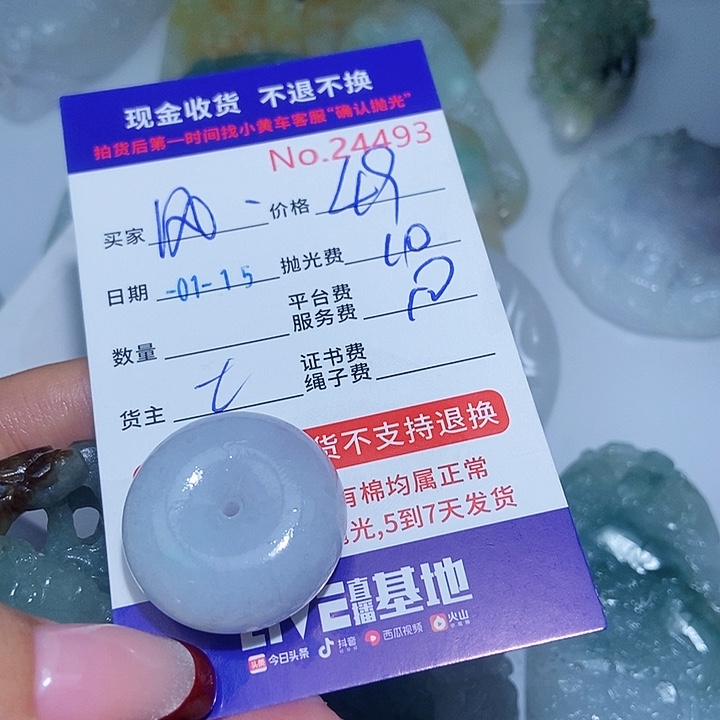 现金收货 不退不换
拍货后第一时间找小黄车客服“确认抛光”
No.24493
买家 价格
日期 -01-15 抛光费 40
平台费
数量 服务费
证书费
货主 七 绳子费
货不支持退换
有棉均属正常
光,5到7天发货
LIVE 直播 基地
头条 今日头条 抖音 西瓜视频 火山